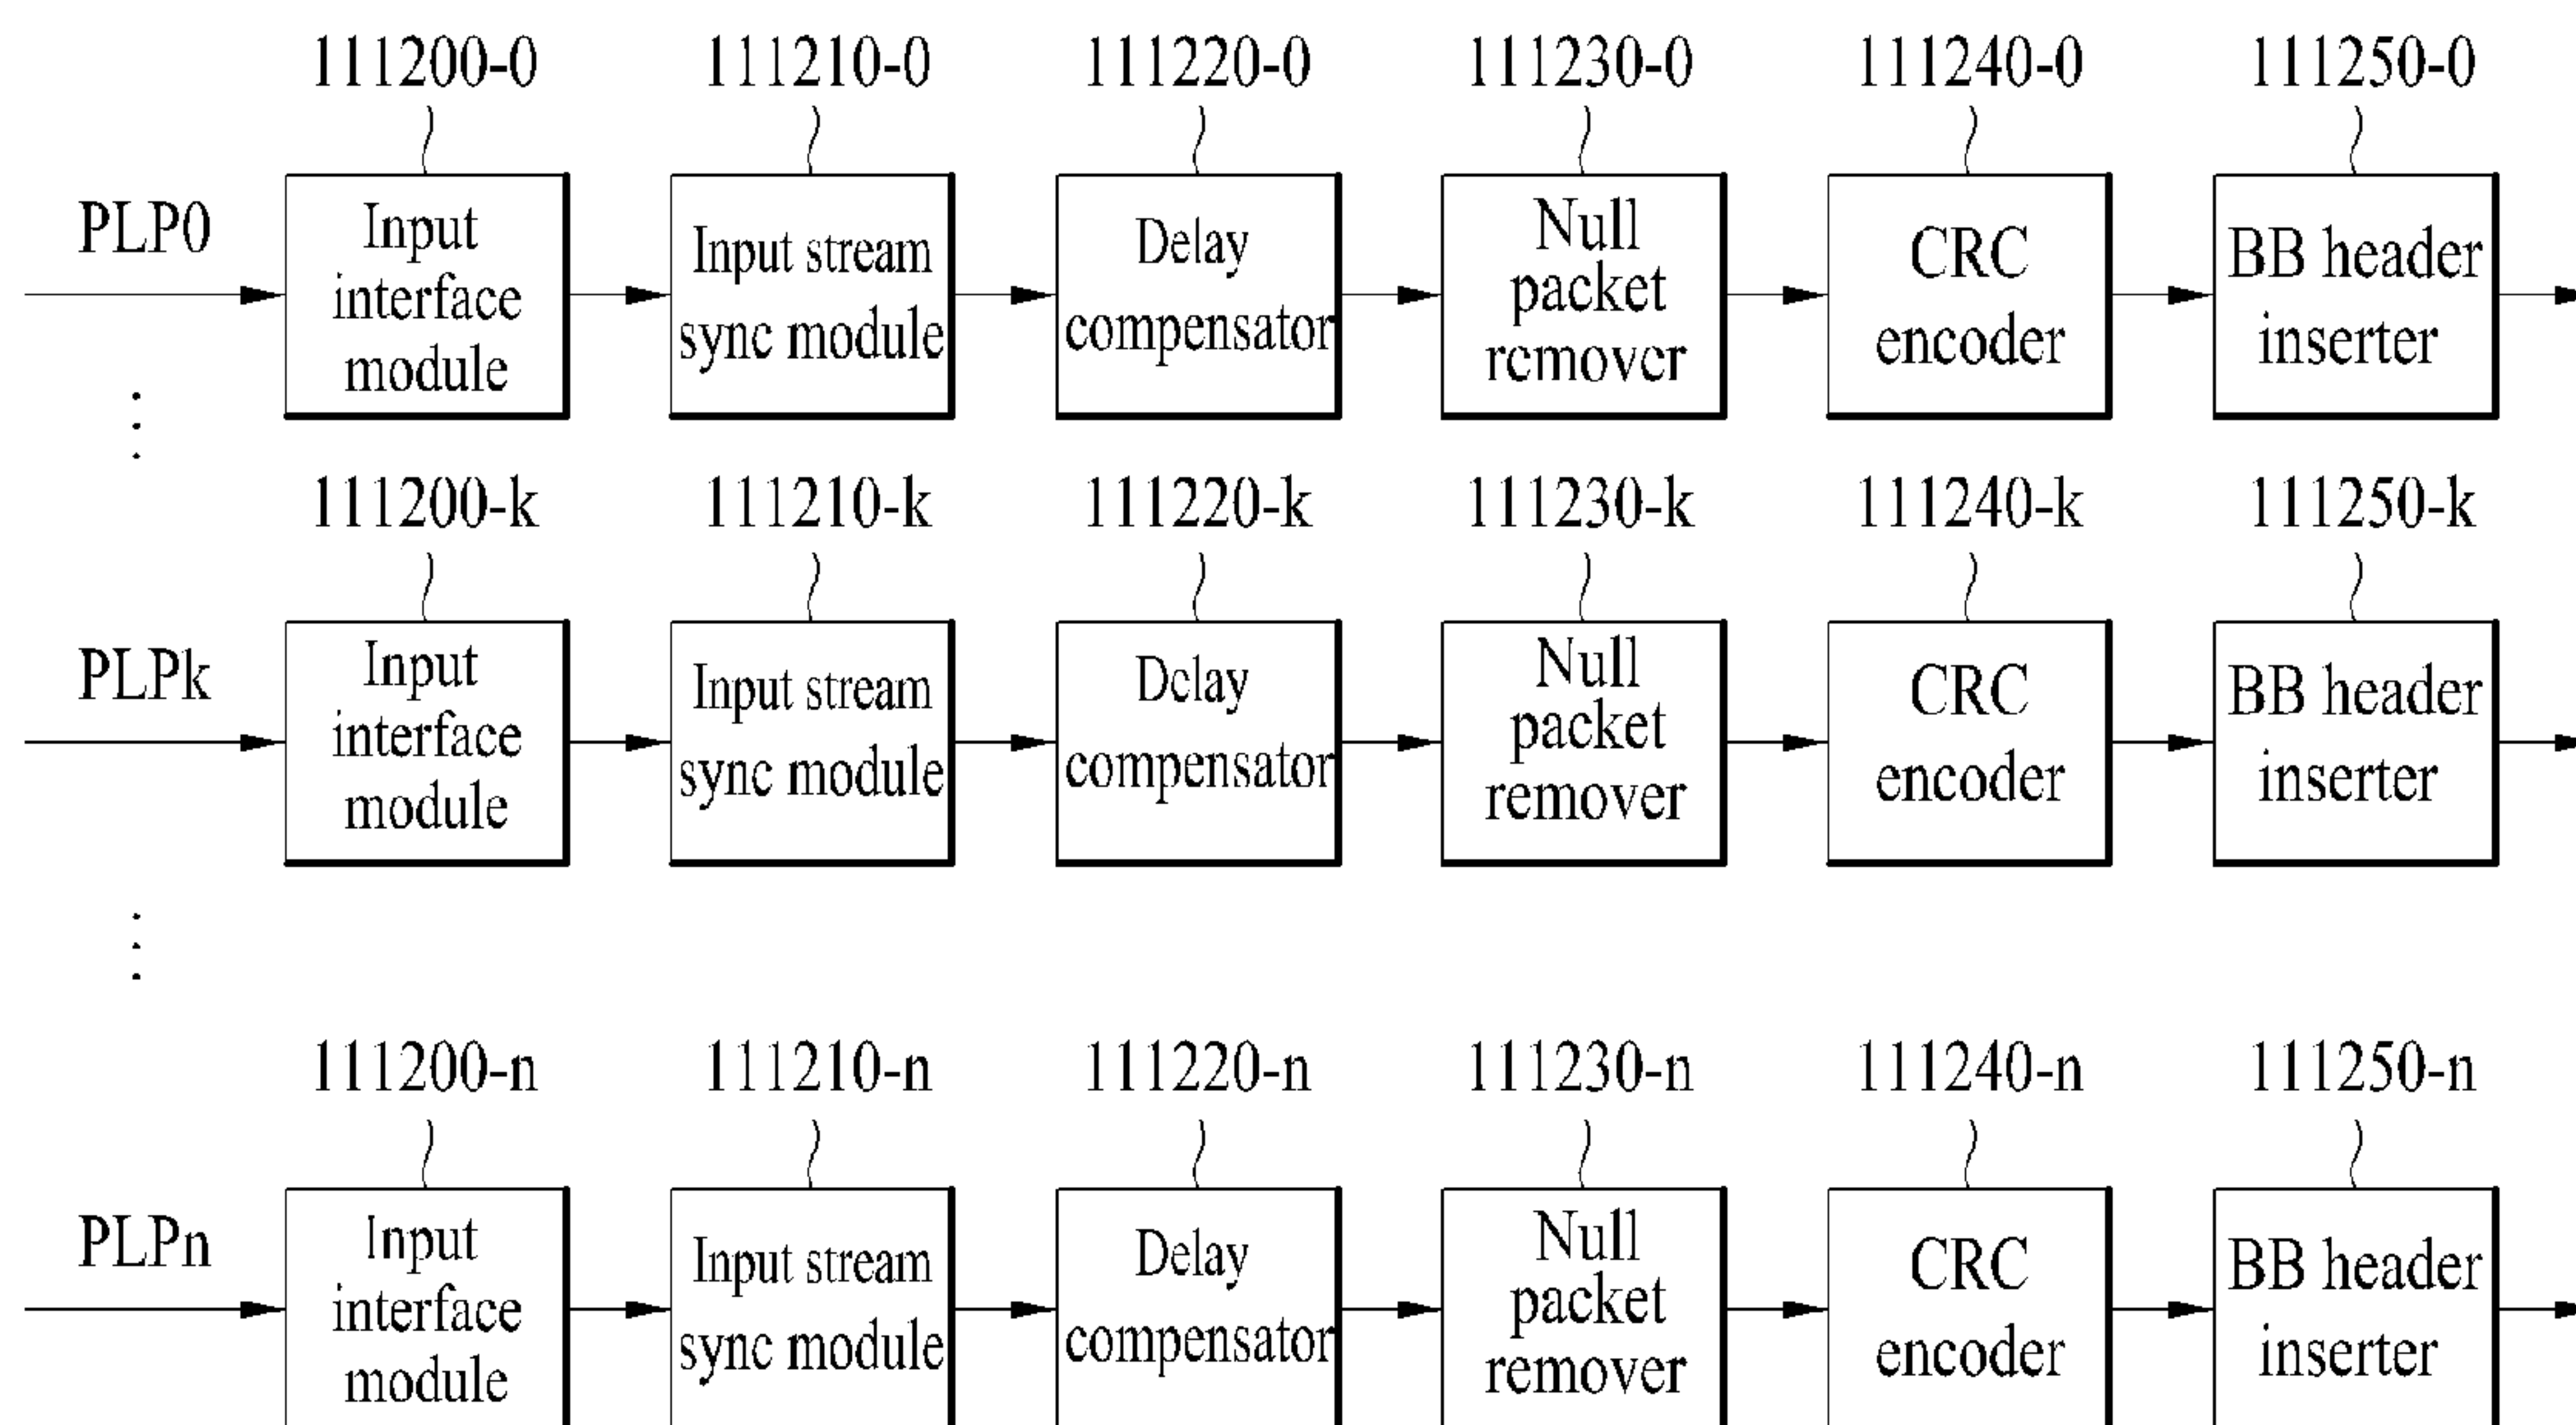 111200-0 111210-0 111220-0 111230-0 111240-0 111250-0
PLP0
Input
interface
module
Input stream
sync module
Delay
compensator
Null
packet
remover
CRC
encoder
BB header
inserter
111200-k 111210-k 111220-k 111230-k 111240-k 111250-k
PLPk
Input
interface
module
Input stream
sync module
Delay
compensator
Null
packet
remover
CRC
encoder
BB header
inserter
111200-n 111210-n 111220-n 111230-n 111240-n 111250-n
PLPn
Input
interface
module
Input stream
sync module
Delay
compensator
Null
packet
remover
CRC
encoder
BB header
inserter